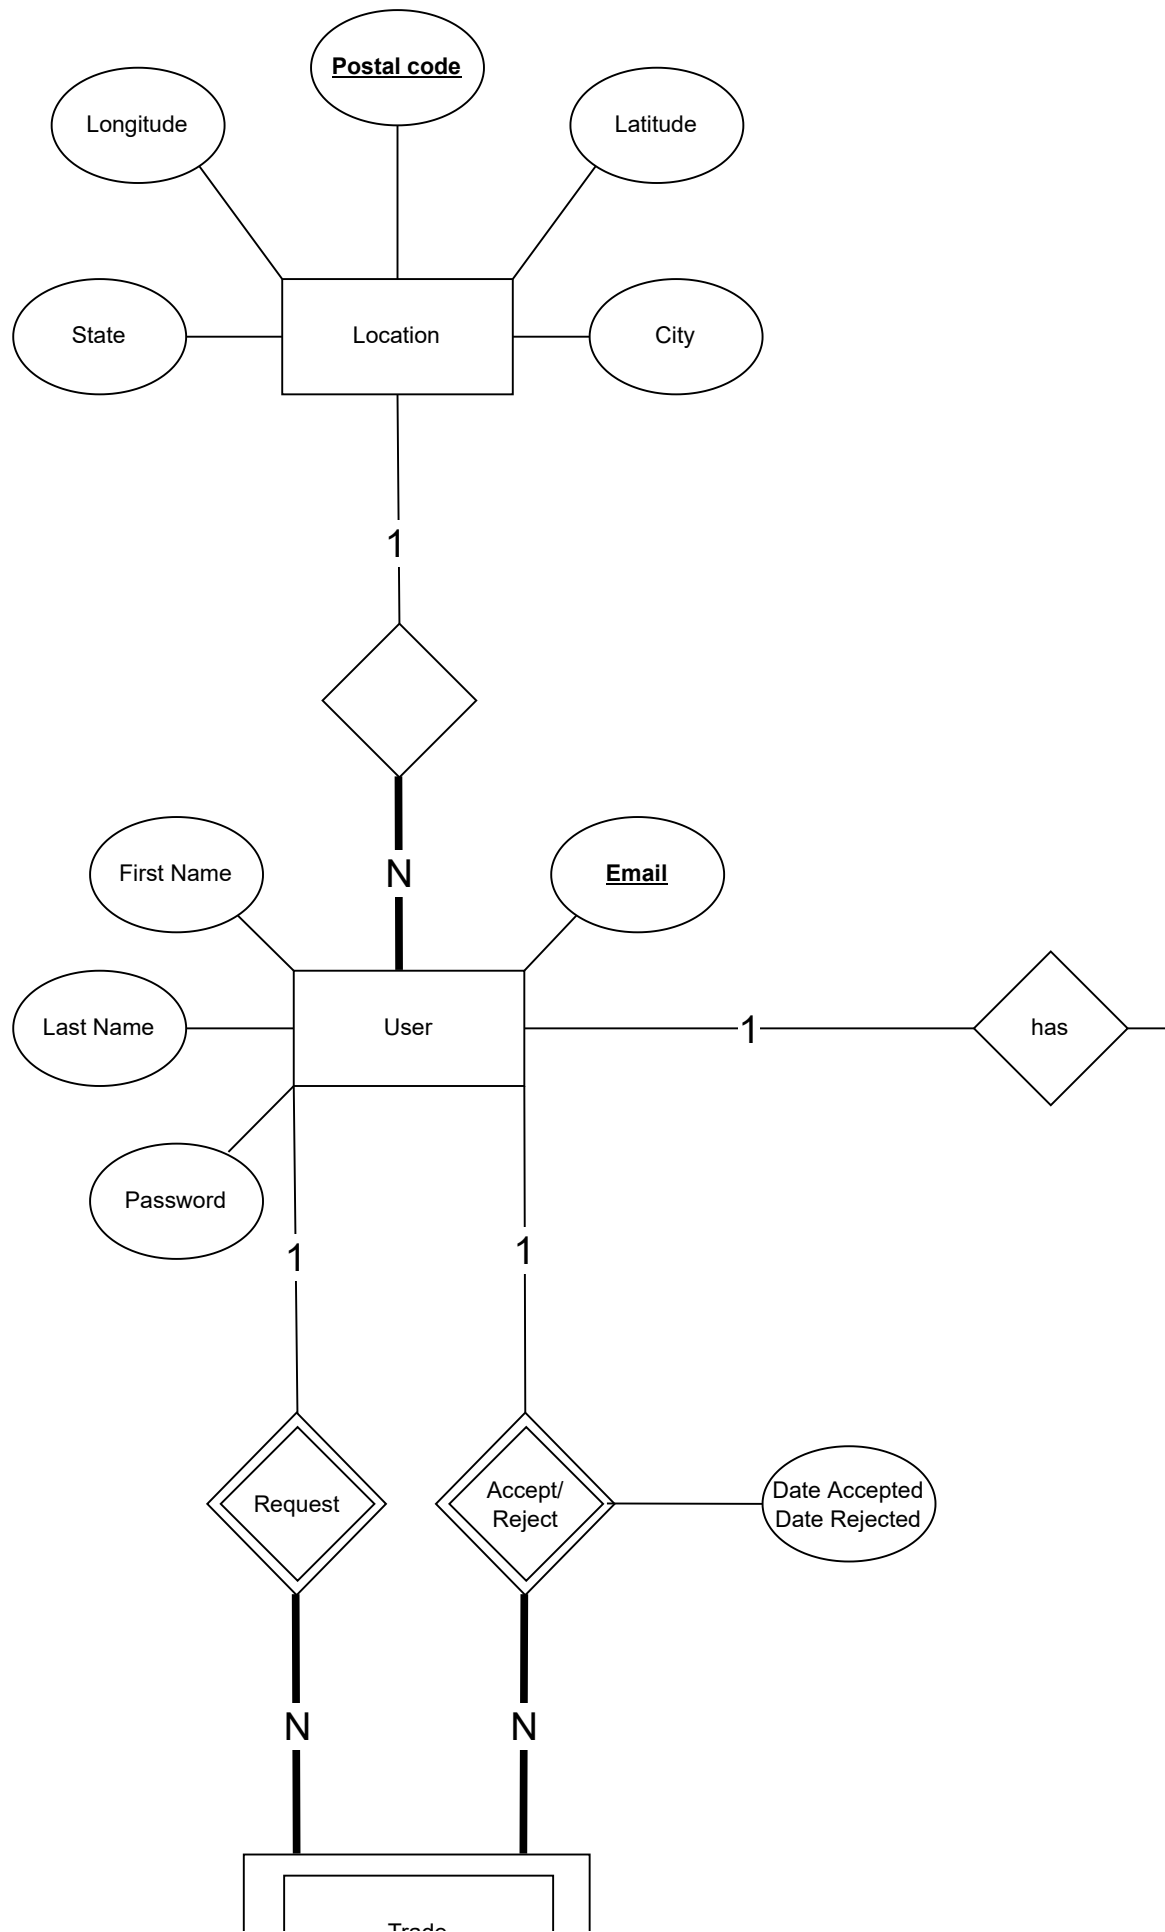 Postal code
Longitude
Latitude
State
Location
City
1
N
First Name
Email
Last Name
User
1
has
Password
1
1
Request
Accept/
Reject
Date Accepted
Date Rejected
N
N
Trade